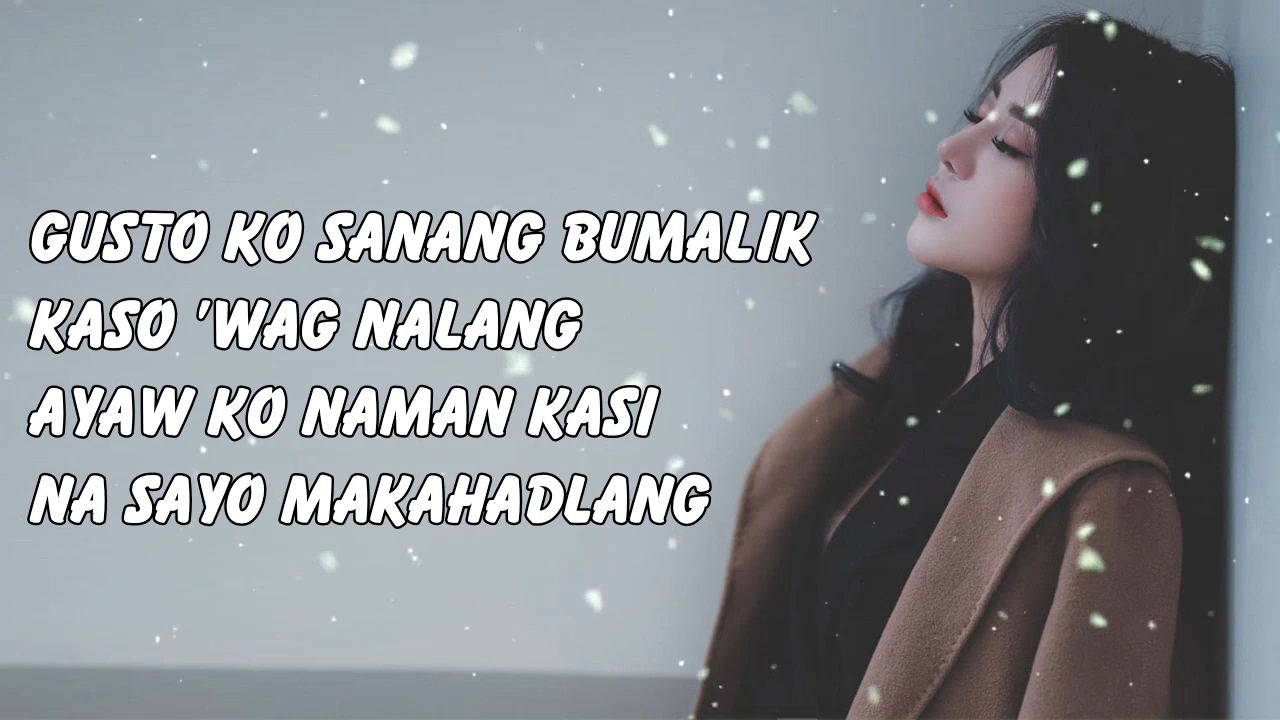 GUSTO KO SANANG BUMALIK
KASO 'WAG NALANG
AYAW KO NAMAN KASI
NA SAYO MAKAHADLANG